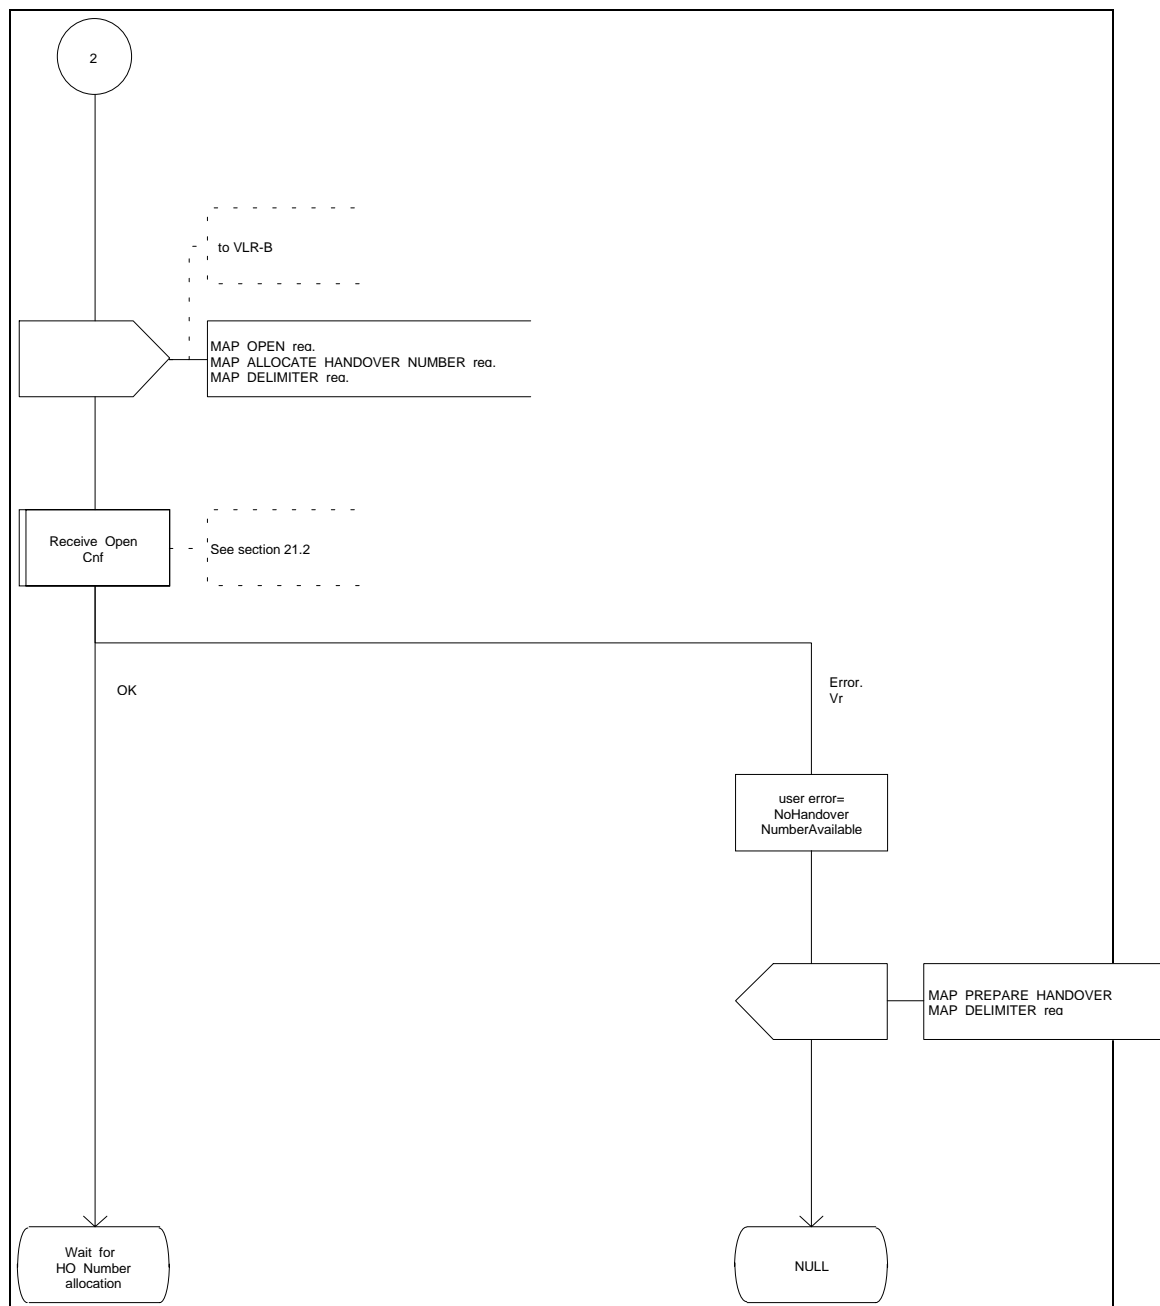 2
to VLR-B
MAP OPEN req.
MAP ALLOCATE HANDOVER NUMBER req.
MAP DELIMITER req.
Receive Open
Cnf
See section 21.2
OK
Error.
Vr
user error=
NoHandover
NumberAvailable
MAP PREPARE HANDOVER
MAP DELIMITER req
Wait for
HO Number
allocation
NULL